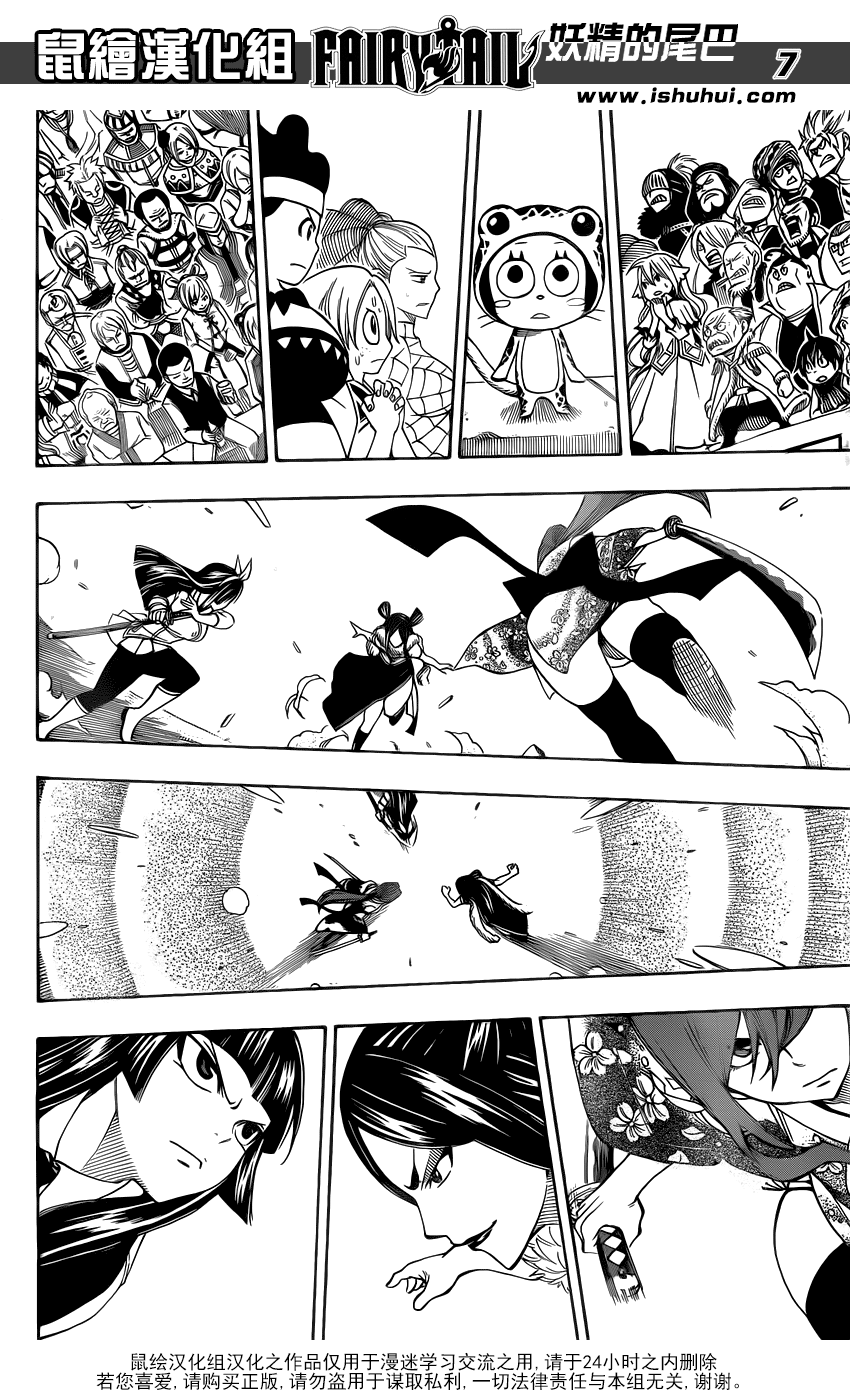 鼠繪漢化組 FAIRY TAIL 妖精的尾巴 7
www.ishuhui.com
鼠绘汉化组汉化之作品仅用于漫迷学习交流之用,请于24小时之内删除
若您喜爱,请购买正版,请勿盗用于谋取私利,一切法律责任与本组无关,谢谢。